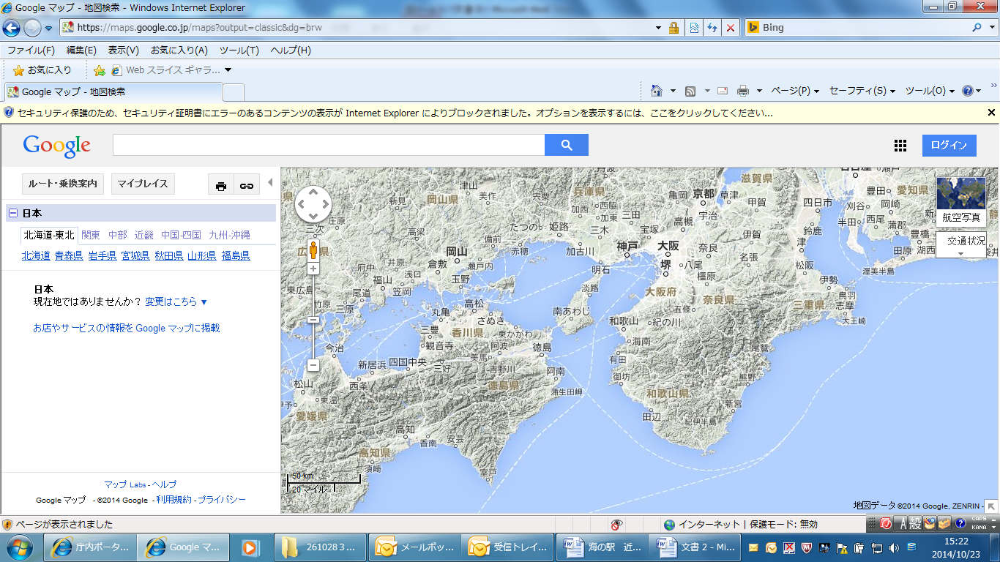 Google マップ - 地図検索 - Windows Internet Explorer
https://maps.google.co.jp/maps?output=classic&dg=brw
Bing
ファイル(F) 編集(E) 表示(V) お気に入り(A) ツール(T) ヘルプ(H)
お気に入り Web スライス ギャラ...
Google マップ - 地図検索
ページ(P) セーフティ(S) ツール(O)
セキュリティ保護のため、セキュリティ証明書にエラーのあるコンテンツの表示が Internet Explorer によりブロックされました。オプションを表示するには、ここをクリックしてください...
Google
ログイン
ルート・乗換案内 マイプレイス
日本
北海道-東北 関東 中部 近畿 中国-四国 九州-沖縄
北海道 青森県 岩手県 宮城県 秋田県 山形県 福島県
日本
現在地ではありませんか? 変更はこちら ▼
お店やサービスの情報を Google マップに掲載
マップ Labs - ヘルプ
Google マップ - ©2014 Google - 利用規約 - プライバシー
滋賀県
津山 兵庫県 豊田 愛知県
新見 岡山県 美作 宍粟 亀岡 京都 草津 甲賀 四日市 刈谷 岡崎
航空写真
庄原 加西 西脇 三田 高槻 宇治 半田 西尾 蒲郡
三次 たつの 姫路 加東 宝塚 伊賀 鈴鹿 豊橋
備前 三木 交通状況
岡山 赤穂 加古川 神戸 大阪 奈良 名張 田原 湖西
井原 倉敷 瀬戸内 明石 堺 八尾 松阪
府中 浅口 玉野 橿原 伊勢 渥美半島
福山 笠岡 淡路 大阪府 奈良県 鳥羽
東広島 尾道 高松 五條 三重県 志摩
竹原 三原 丸亀 さぬき 南あわじ 和歌山 紀の川 大王崎
三豊 香川県 東かがわ 海南
今治 観音寺 阿波 徳島 尾鷲
新居浜 四国中央 美馬 有田
三好 吉野川 阿南 御坊 熊野
松山 西条 徳島県 蒲生田岬 和歌山県
東温 新宮
愛媛県 田辺 紀伊半島
高知
香南 安芸
高知県
須崎
室戸
50 km
20 マイル
地図データ ©2014 Google, ZENRIN -
ページが表示されました
インターネット | 保護モード: 無効
A 般
CAPS
KANA
庁内ポータ... Google マ... 261028 3 ... メールボッ... 受信トレイ... 海の駅 近... 文書 2 - Mi...
15:22
2014/10/23